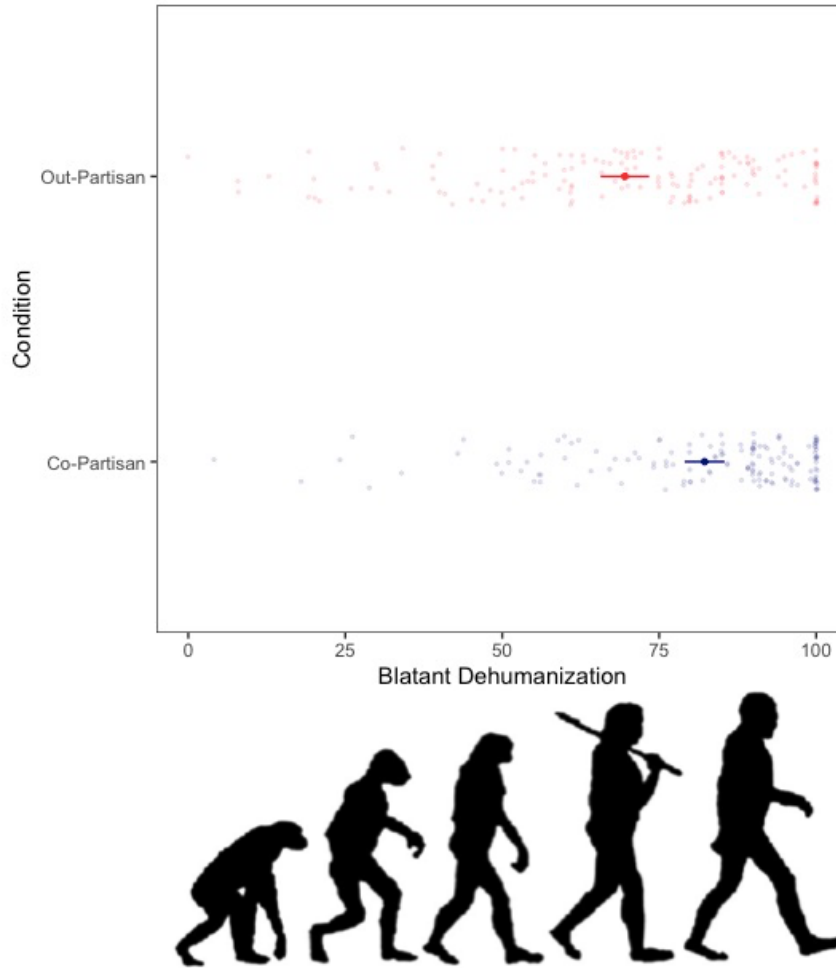 Out-Partisan
Condition
Co-Partisan
0 25 50 75 100
Blatant Dehumanization